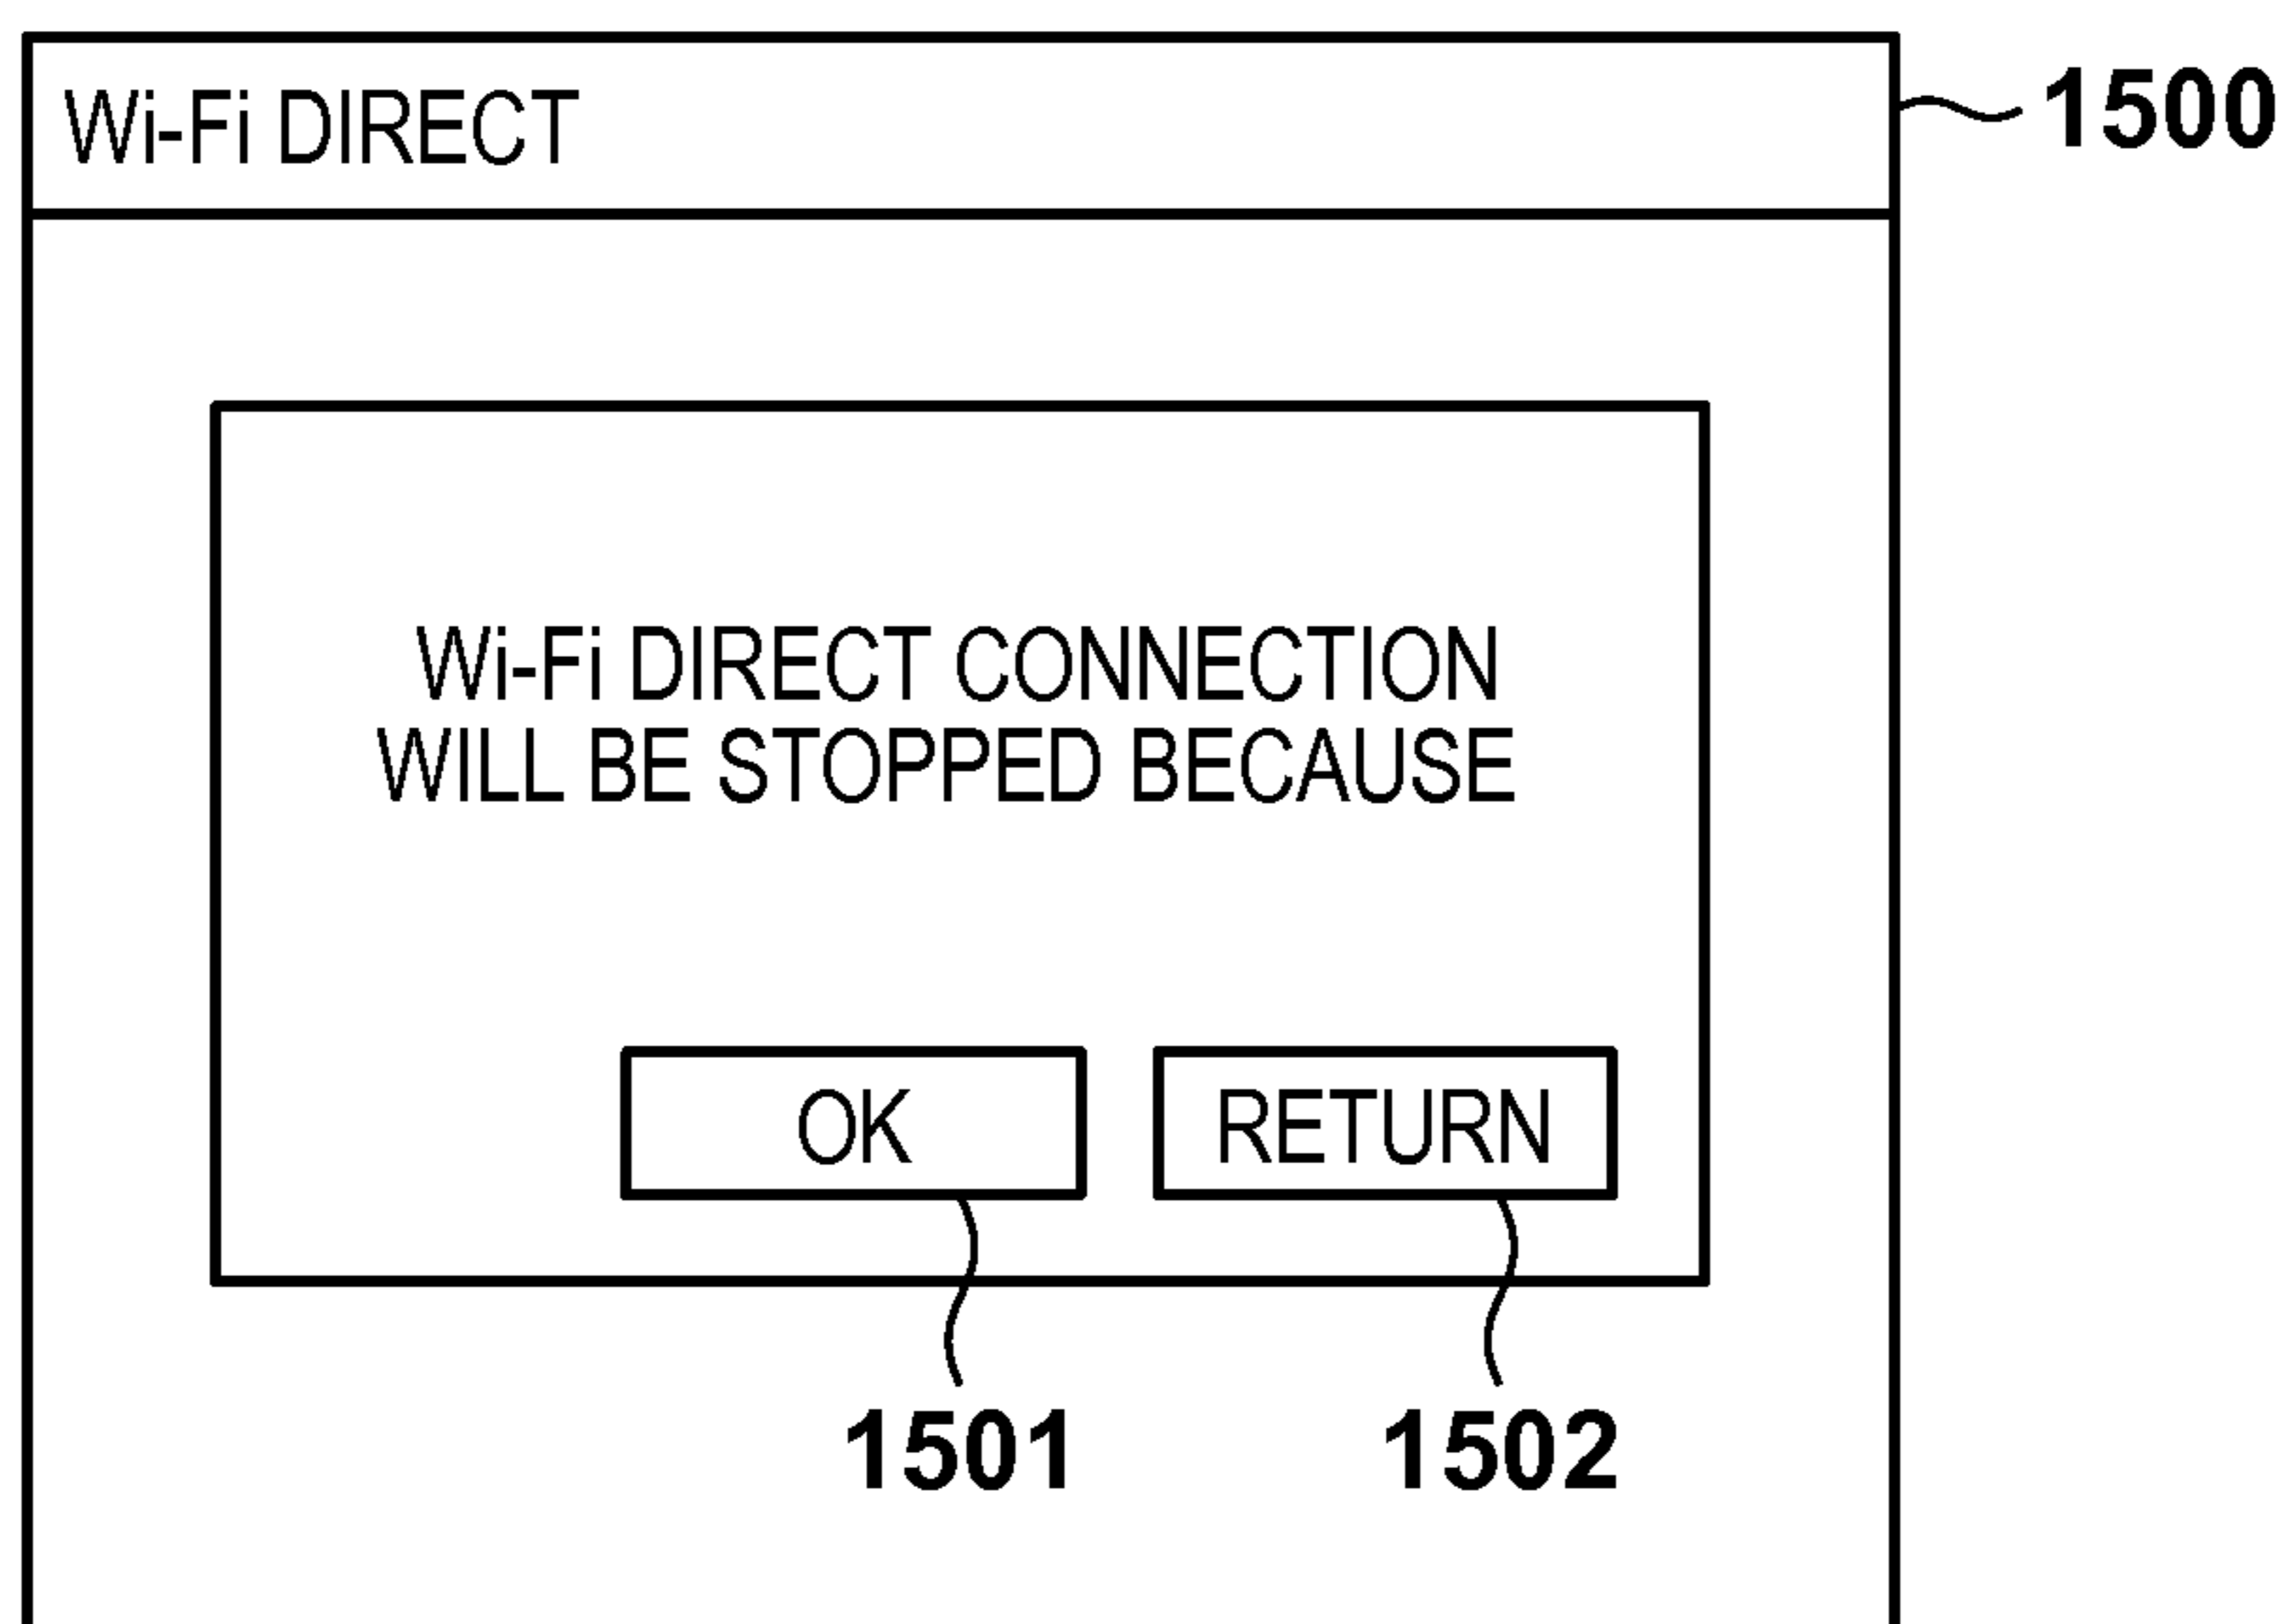 Wi-Fi DIRECT
1500
Wi-Fi DIRECT CONNECTION
WILL BE STOPPED BECAUSE
OK
RETURN
1501
1502